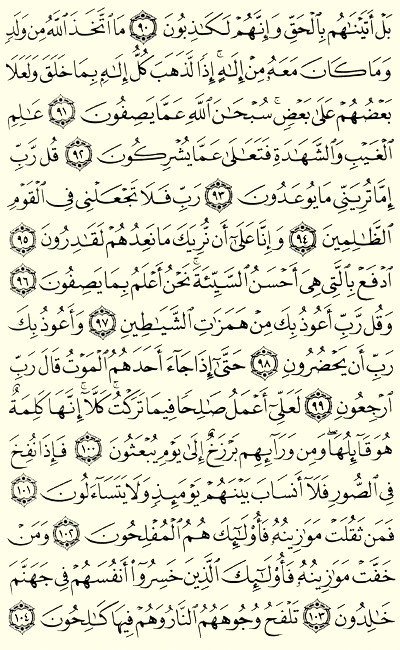 بَلْ أَتَيْنَٰهُم بِٱلْحَقِّ وَإِنَّهُمْ لَكَٰذِبُونَ ٩٠ مَا ٱتَّخَذَ ٱللَّهُ مِن وَلَدٍ
وَمَا كَانَ مَعَهُۥ مِنْ إِلَٰهٍ ۚ إِذًا لَّذَهَبَ كُلُّ إِلَٰهٍۭ بِمَا خَلَقَ وَلَعَلَا
بَعْضُهُمْ عَلَىٰ بَعْضٍ ۚ سُبْحَٰنَ ٱللَّهِ عَمَّا يَصِفُونَ ٩١ عَٰلِمِ
ٱلْغَيْبِ وَٱلشَّهَٰدَةِ فَتَعَٰلَىٰ عَمَّا يُشْرِكُونَ ٩٢ قُل رَّبِّ
إِمَّا تُرِيَنِّى مَا يُوعَدُونَ ٩٣ رَبِّ فَلَا تَجْعَلْنِى فِى ٱلْقَوْمِ
ٱلظَّٰلِمِينَ ٩٤ وَإِنَّا عَلَىٰٓ أَن نُّرِيَكَ مَا نَعِدُهُمْ لَقَٰدِرُونَ ٩٥
ٱدْفَعْ بِٱلَّتِى هِىَ أَحْسَنُ ٱلسَّيِّئَةَ ۚ نَحْنُ أَعْلَمُ بِمَا يَصِفُونَ ٩٦
وَقُل رَّبِّ أَعُوذُ بِكَ مِنْ هَمَزَٰتِ ٱلشَّيَٰطِينِ ٩٧ وَأَعُوذُ بِكَ
رَبِّ أَن يَحْضُرُونِ ٩٨ حَتَّىٰٓ إِذَا جَآءَ أَحَدَهُمُ ٱلْمَوْتُ قَالَ رَبِّ
ٱرْجِعُونِ ٩٩ لَعَلِّىٓ أَعْمَلُ صَٰلِحًا فِيمَا تَرَكْتُ ۚ كَلَّآ ۚ إِنَّهَا كَلِمَةٌ
هُوَ قَآئِلُهَا ۖ وَمِن وَرَآئِهِم بَرْزَخٌ إِلَىٰ يَوْمِ يُبْعَثُونَ ١٠٠ فَإِذَا نُفِخَ
فِى ٱلصُّورِ فَلَآ أَنسَابَ بَيْنَهُمْ يَوْمَئِذٍ وَلَا يَتَسَآءَلُونَ ١٠١
فَمَن ثَقُلَتْ مَوَٰزِينُهُۥ فَأُو۟لَٰٓئِكَ هُمُ ٱلْمُفْلِحُونَ ١٠٢ وَمَنْ
خَفَّتْ مَوَٰزِينُهُۥ فَأُو۟لَٰٓئِكَ ٱلَّذِينَ خَسِرُوٓا۟ أَنفُسَهُمْ فِى جَهَنَّمَ
خَٰلِدُونَ ١٠٣ تَلْفَحُ وُجُوهَهُمُ ٱلنَّارُ وَهُمْ فِيهَا كَٰلِحُونَ ١٠٤